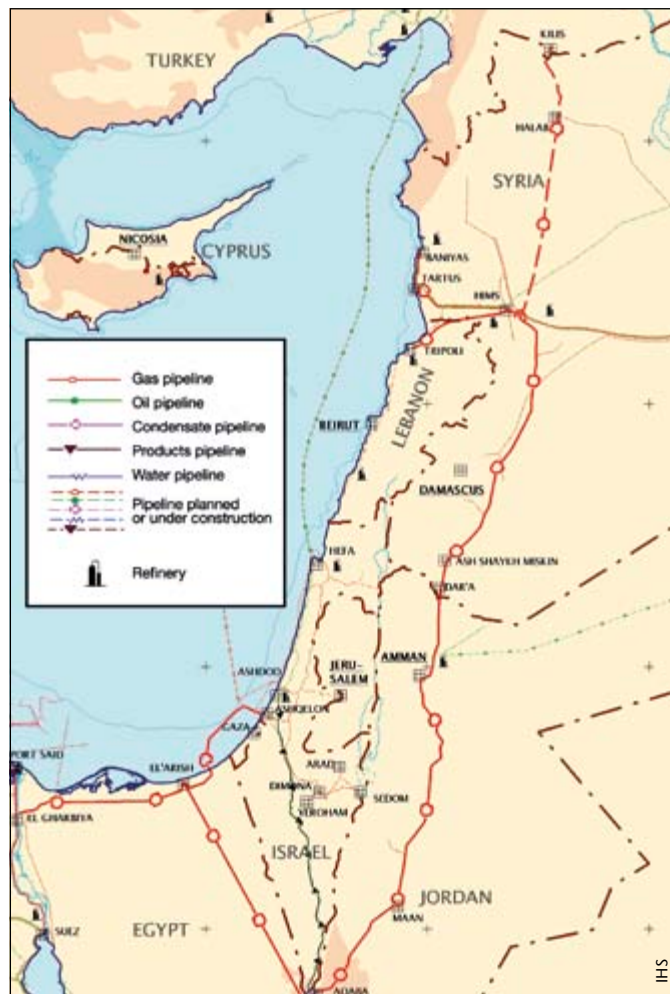 TURKEY
KILIS
HALAB
SYRIA
NICOSIA
CYPRUS
BANIYAS
TARTUS
HIMS
TRIPOLI
LEBANON
BEIRUT
Gas pipeline
Oil pipeline
Condensate pipeline
Products pipeline
Water pipeline
Pipeline planned
or under construction
Refinery
DAMASCUS
HEFA
ASH SHAYKH MISKIN
DAR'A
ASHDOD
JERU-
SALEM
AMMAN
ASHQELON
GAZA
PORT SAID
EL'ARISH
ARAD
DIMONA
YEROHAM
SEDOM
EL GHARBIYA
ISRAEL
JORDAN
MAAN
EGYPT
SUEZ
AQABA
IHS